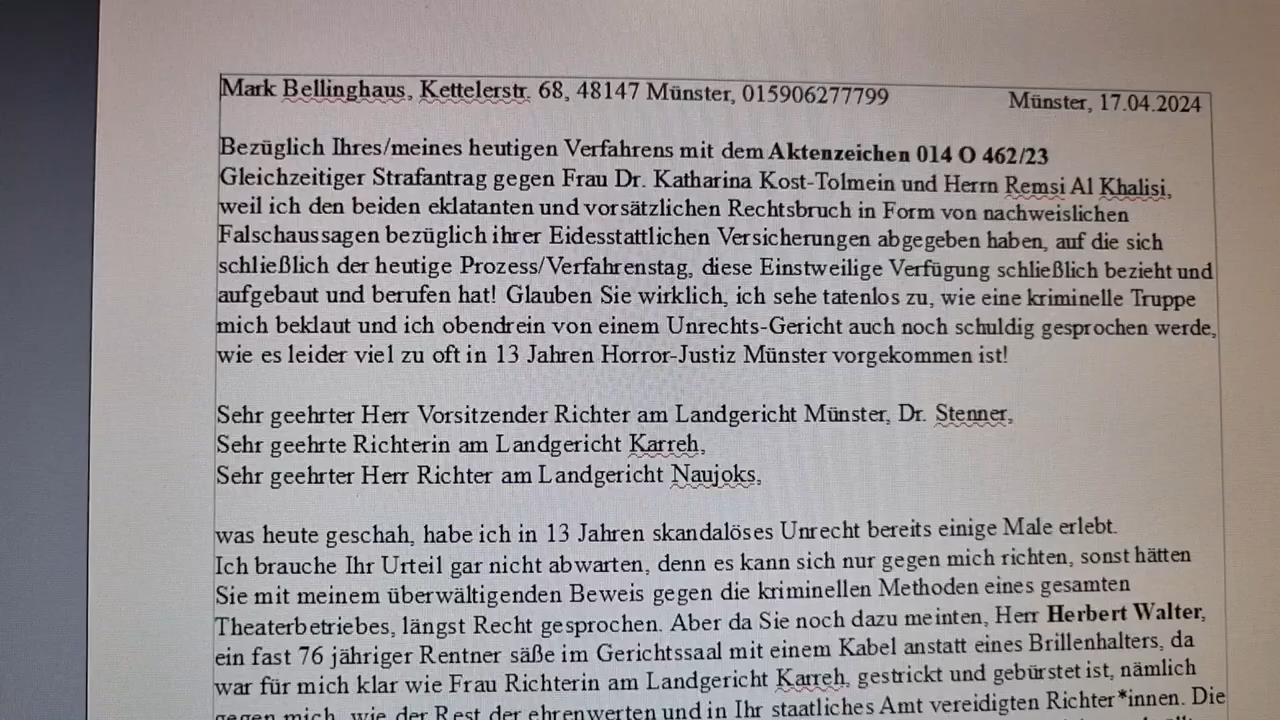 Mark Bellinghaus, Kettelerstr. 68, 48147 Münster, 015906277799 Münster, 17.04.2024
Bezüglich Ihres/meines heutigen Verfahrens mit dem Aktenzeichen 014 O 462/23
Gleichzeitiger Strafantrag gegen Frau Dr. Katharina Kost-Tolmein und Herrn Remsi Al Khalisi,
weil ich den beiden eklatanten und vorsätzlichen Rechtsbruch in Form von nachweislichen
Falschaussagen bezüglich ihrer Eidesstattlichen Versicherungen abgegeben haben, auf die sich
schließlich der heutige Prozess/Verfahrenstag, diese Einstweilige Verfügung schließlich bezieht und
aufgebaut und berufen hat! Glauben Sie wirklich, ich sehe tatenlos zu, wie eine kriminelle Truppe
mich beklaut und ich obendrein von einem Unrechts-Gericht auch noch schuldig gesprochen werde,
wie es leider viel zu oft in 13 Jahren Horror-Justiz Münster vorgekommen ist!
Sehr geehrter Herr Vorsitzender Richter am Landgericht Münster, Dr. Stenner,
Sehr geehrte Richterin am Landgericht Karreh,
Sehr geehrter Herr Richter am Landgericht Naujoks,
was heute geschah, habe ich in 13 Jahren skandalöses Unrecht bereits einige Male erlebt.
Ich brauche Ihr Urteil gar nicht abwarten, denn es kann sich nur gegen mich richten, sonst hätten
Sie mit meinem überwältigenden Beweis gegen die kriminellen Methoden eines gesamten
Theaterbetriebes, längst Recht gesprochen. Aber da Sie noch dazu meinten, Herr Herbert Walter,
ein fast 76 jähriger Rentner säße im Gerichtssaal mit einem Kabel anstatt eines Brillenhalters, da
war für mich klar wie Frau Richterin am Landgericht Karreh, gestrickt und gebürstet ist, nämlich
gegen mich, wie der Rest der ehrenwerten und in Ihr staatliches Amt vereidigten Richter*innen. Die